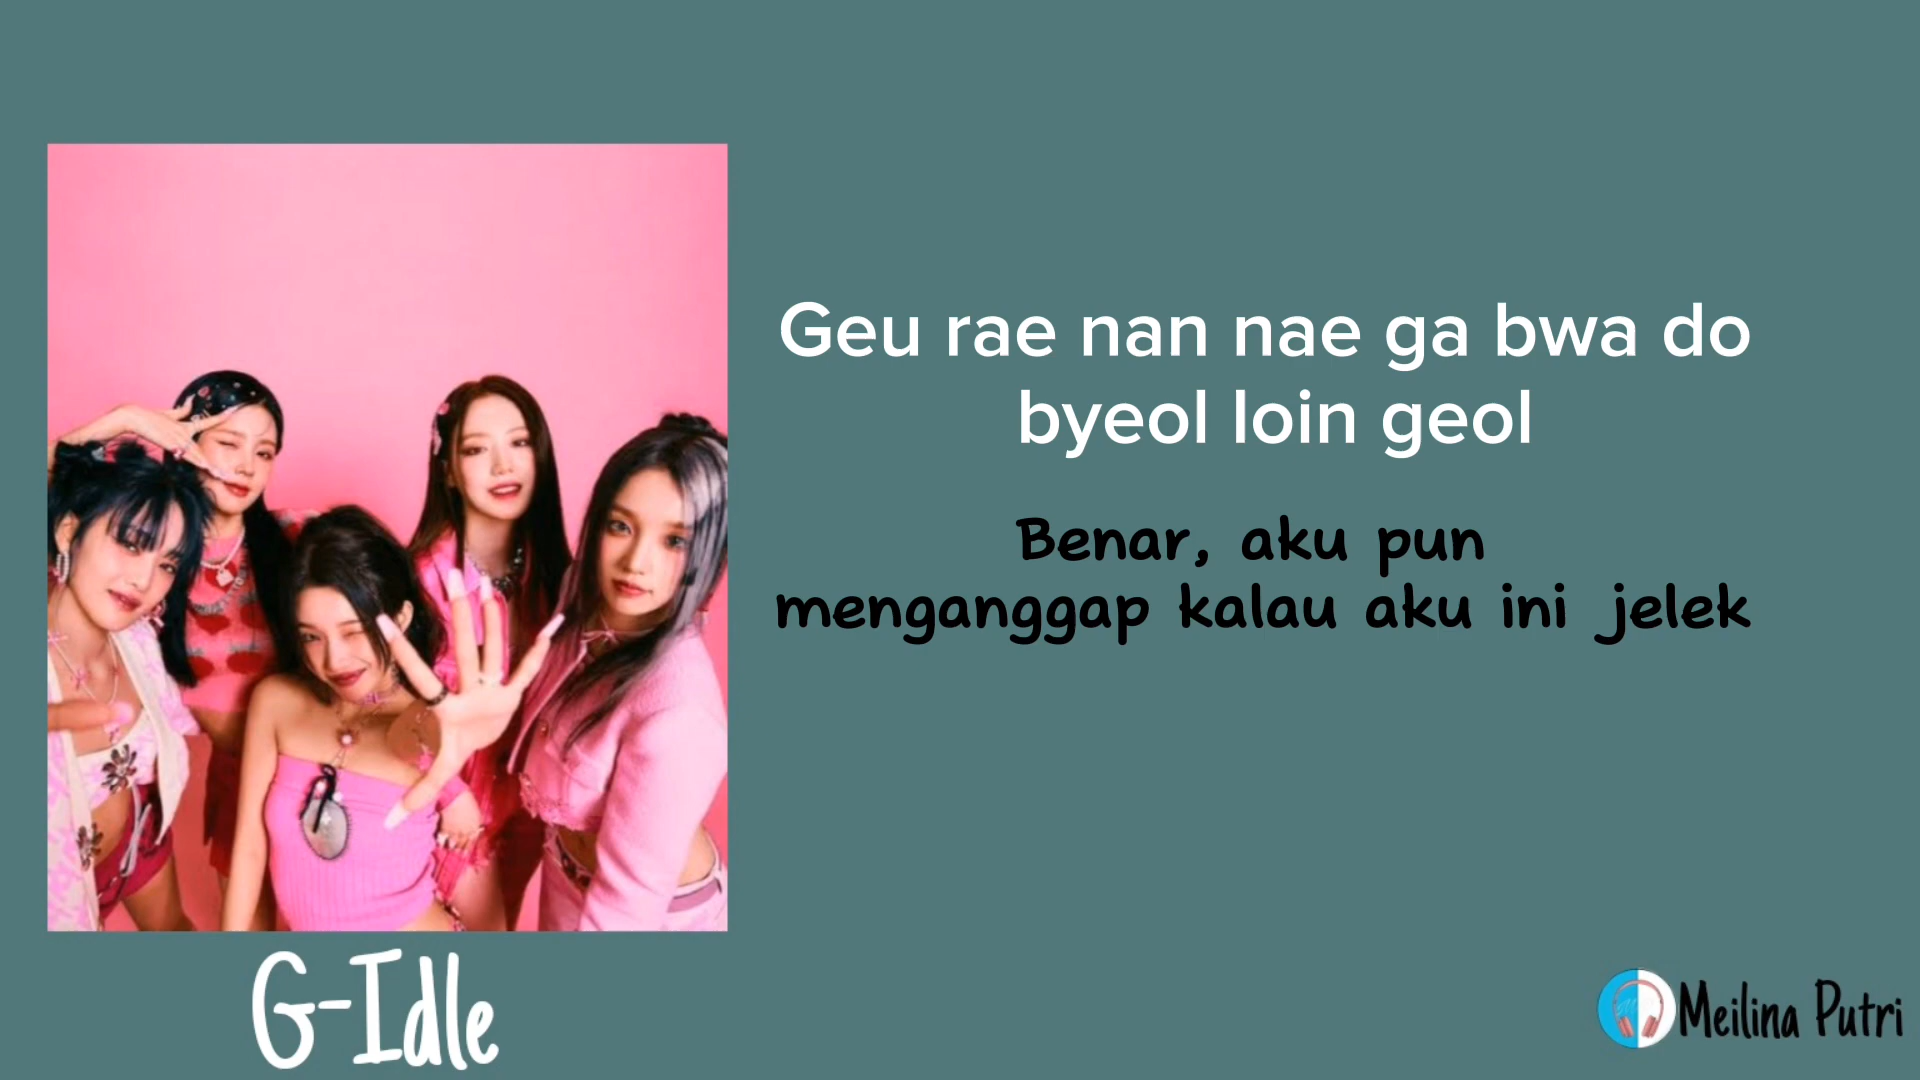 Geu rae nan nae ga bwa do
byeol loin geol
Benar, aku pun
menganggap kalau aku ini jelek
G-Idle
Meilina Putri